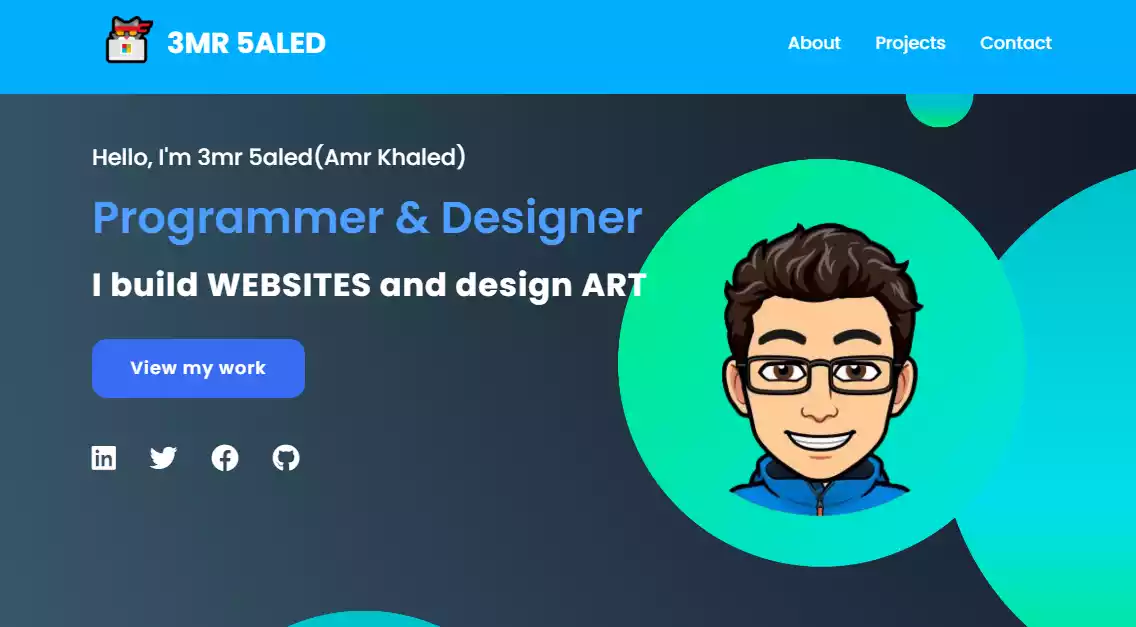 3MR 5ALED
About
Projects
Contact
Hello, I'm 3mr 5aled(Amr Khaled)
Programmer & Designer
I build WEBSITES and design ART
View my work